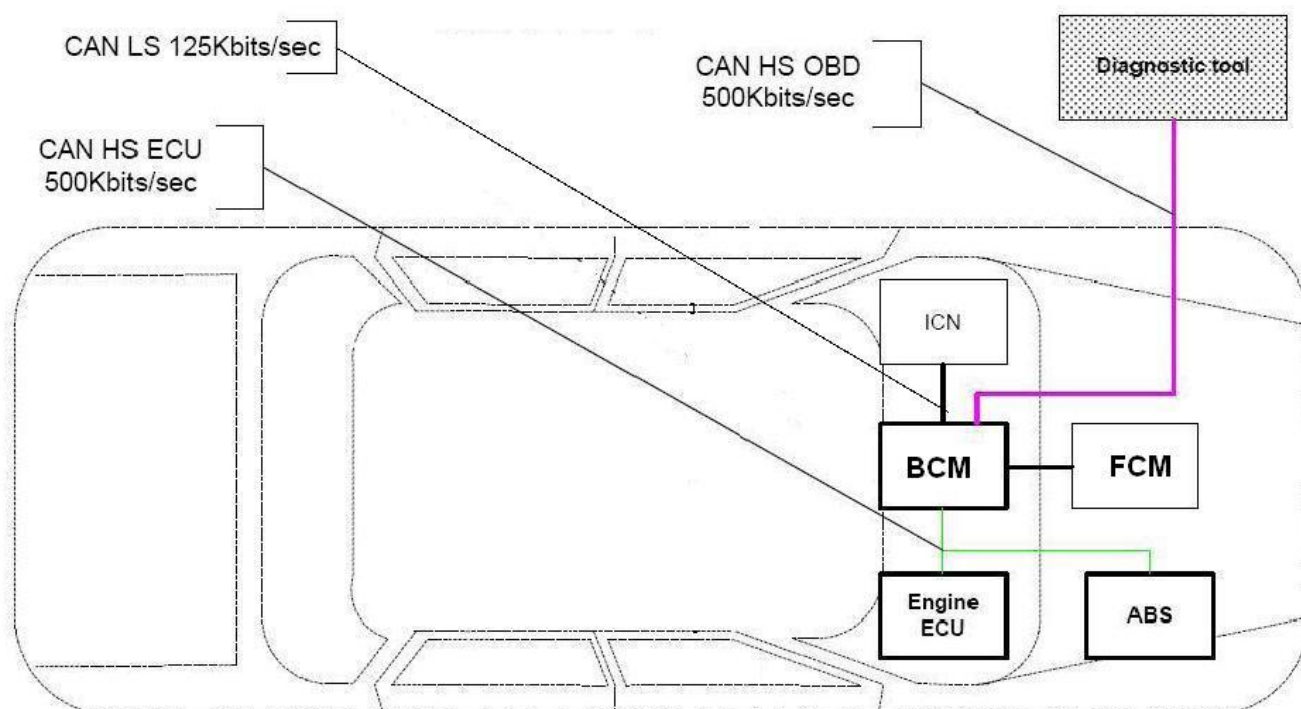 CAN LS 125Kbits/sec
CAN HS OBD
500Kbits/sec
Diagnostic tool
CAN HS ECU
500Kbits/sec
ICN
BCM
FCM
Engine
ECU
ABS